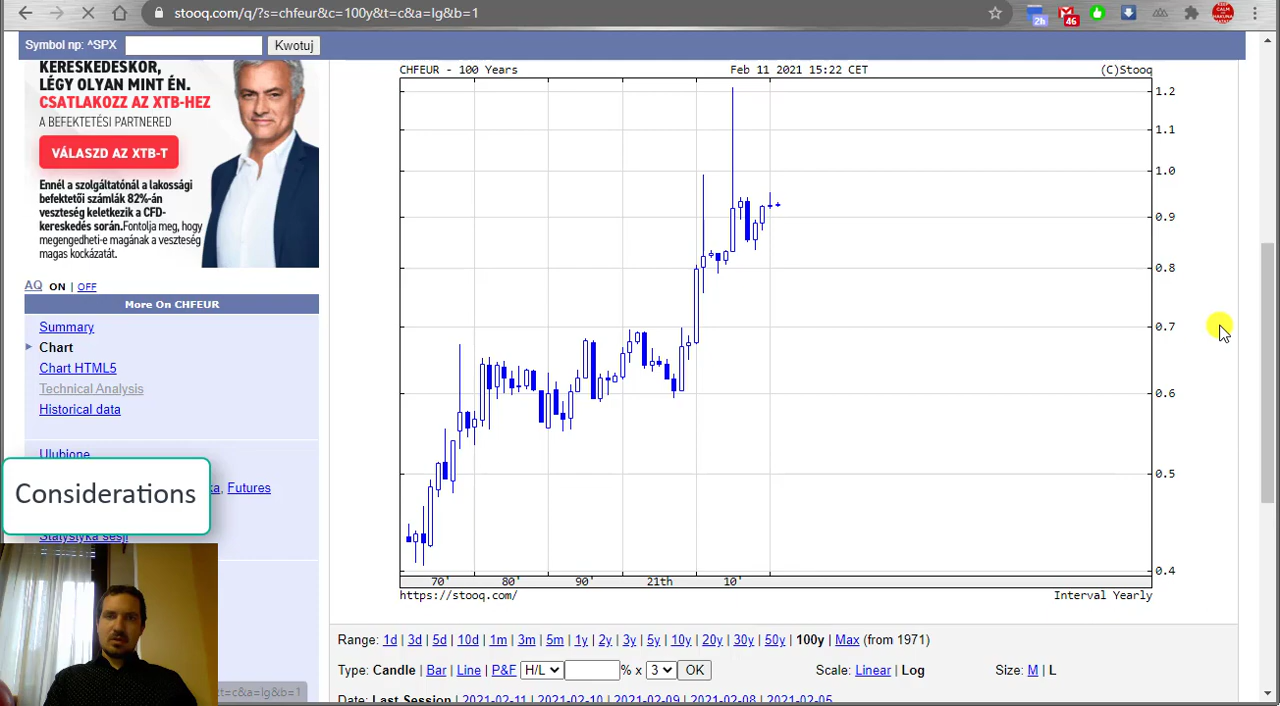 stooq.com/q/?s=chfeur&c=100y&t=c&a=lg&b=1
2h
46
Symbol np: ^SPX
Kwotuj
KERESKEDÉSKOR,
LÉGY OLYAN MINT ÉN.
CSATLAKOZZ AZ XTB-HEZ
A BEFEKTETÉSI PARTNERED
VÁLASZD AZ XTB-T
Ennél a szolgáltatónál a lakossági
befektetői számlák 82%-án
veszteség keletkezik a CFD-
kereskedés során.Fontolja meg, hogy
megengedheti-e magának a veszteség
magas kockázatát.
AQ ON | OFF
More On CHFEUR
Summary
Chart
Chart HTML5
Technical Analysis
Historical data
Ulubione
, Futures
Statystyka sesji
Considerations
t=c&a=lg&b=1
CHFEUR - 100 Years Feb 11 2021 15:22 CET (C)Stooq
1.2
1.1
1.0
0.9
0.8
0.7
0.6
0.5
0.4
70' 80' 90' 21th 10'
https://stooq.com/ Interval Yearly
Range: 1d | 3d | 5d | 10d | 1m | 3m | 5m | 1y | 2y | 3y | 5y | 10y | 20y | 30y | 50y | 100y | Max (from 1971)
Type: Candle | Bar | Line | P&F H/L % x 3 OK Scale: Linear | Log Size: M | L
Date: Last Session | 2021-02-11 | 2021-02-10 | 2021-02-09 | 2021-02-08 | 2021-02-05